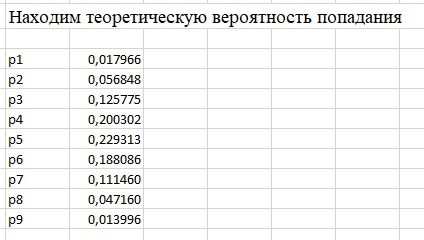 Находим теоретическую вероятность попадания
p1 0,017966
p2 0,056848
p3 0,125775
p4 0,200302
p5 0,229313
p6 0,188086
p7 0,111460
p8 0,047160
p9 0,013996